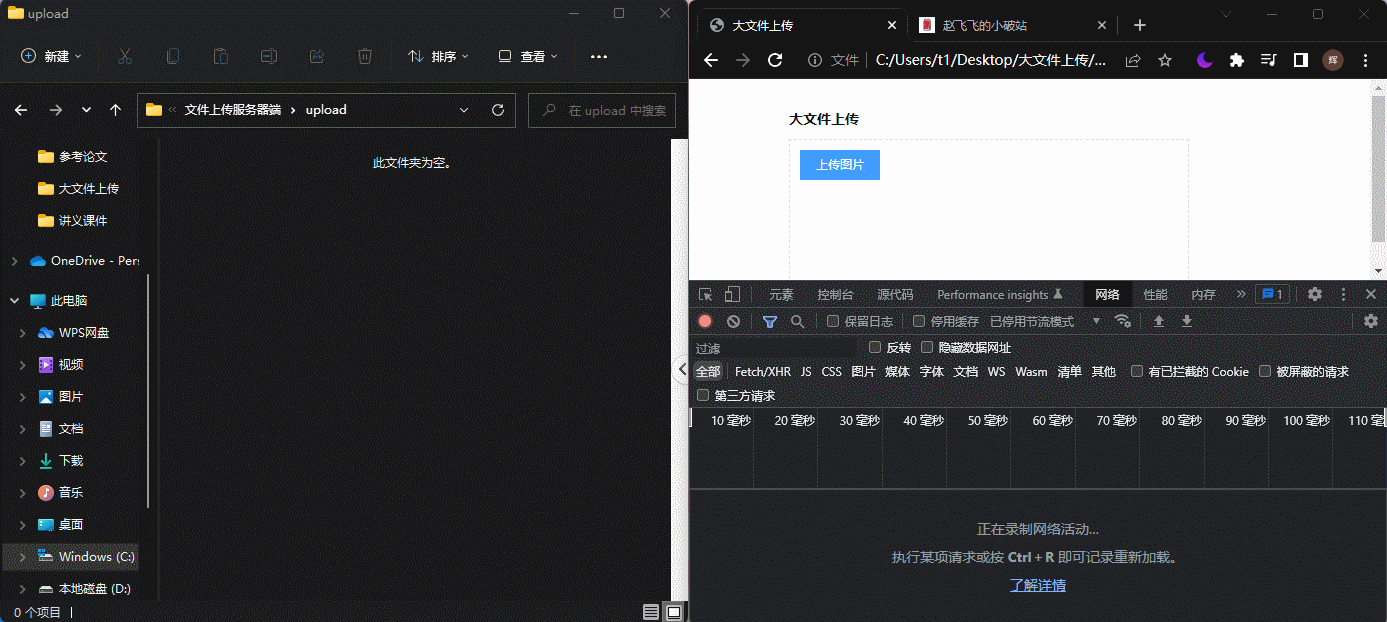 upload
新建
排序
查看
文件上传服务器端
upload
在 upload 中搜索
参考论文
大文件上传
讲义课件
OneDrive - Pers
此电脑
WPS网盘
视频
图片
文档
下载
音乐
桌面
Windows (C:)
本地磁盘 (D:)
此文件夹为空。
0 个项目
大文件上传
赵飞飞的小破站
文件
C:/Users/t1/Desktop/大文件上传/...
辉
大文件上传
上传图片
元素 控制台 源代码 Performance insights 网络 性能 内存 1
保留日志 停用缓存 已停用节流模式
过滤 反转 隐藏数据网址
全部 Fetch/XHR JS CSS 图片 媒体 字体 文档 WS Wasm 清单 其他 有已拦截的 Cookie 被屏蔽的请求
第三方请求
10 毫秒 20 毫秒 30 毫秒 40 毫秒 50 毫秒 60 毫秒 70 毫秒 80 毫秒 90 毫秒 100 毫秒 110 毫
正在录制网络活动...
执行某项请求或按 Ctrl + R 即可记录重新加载。
了解详情